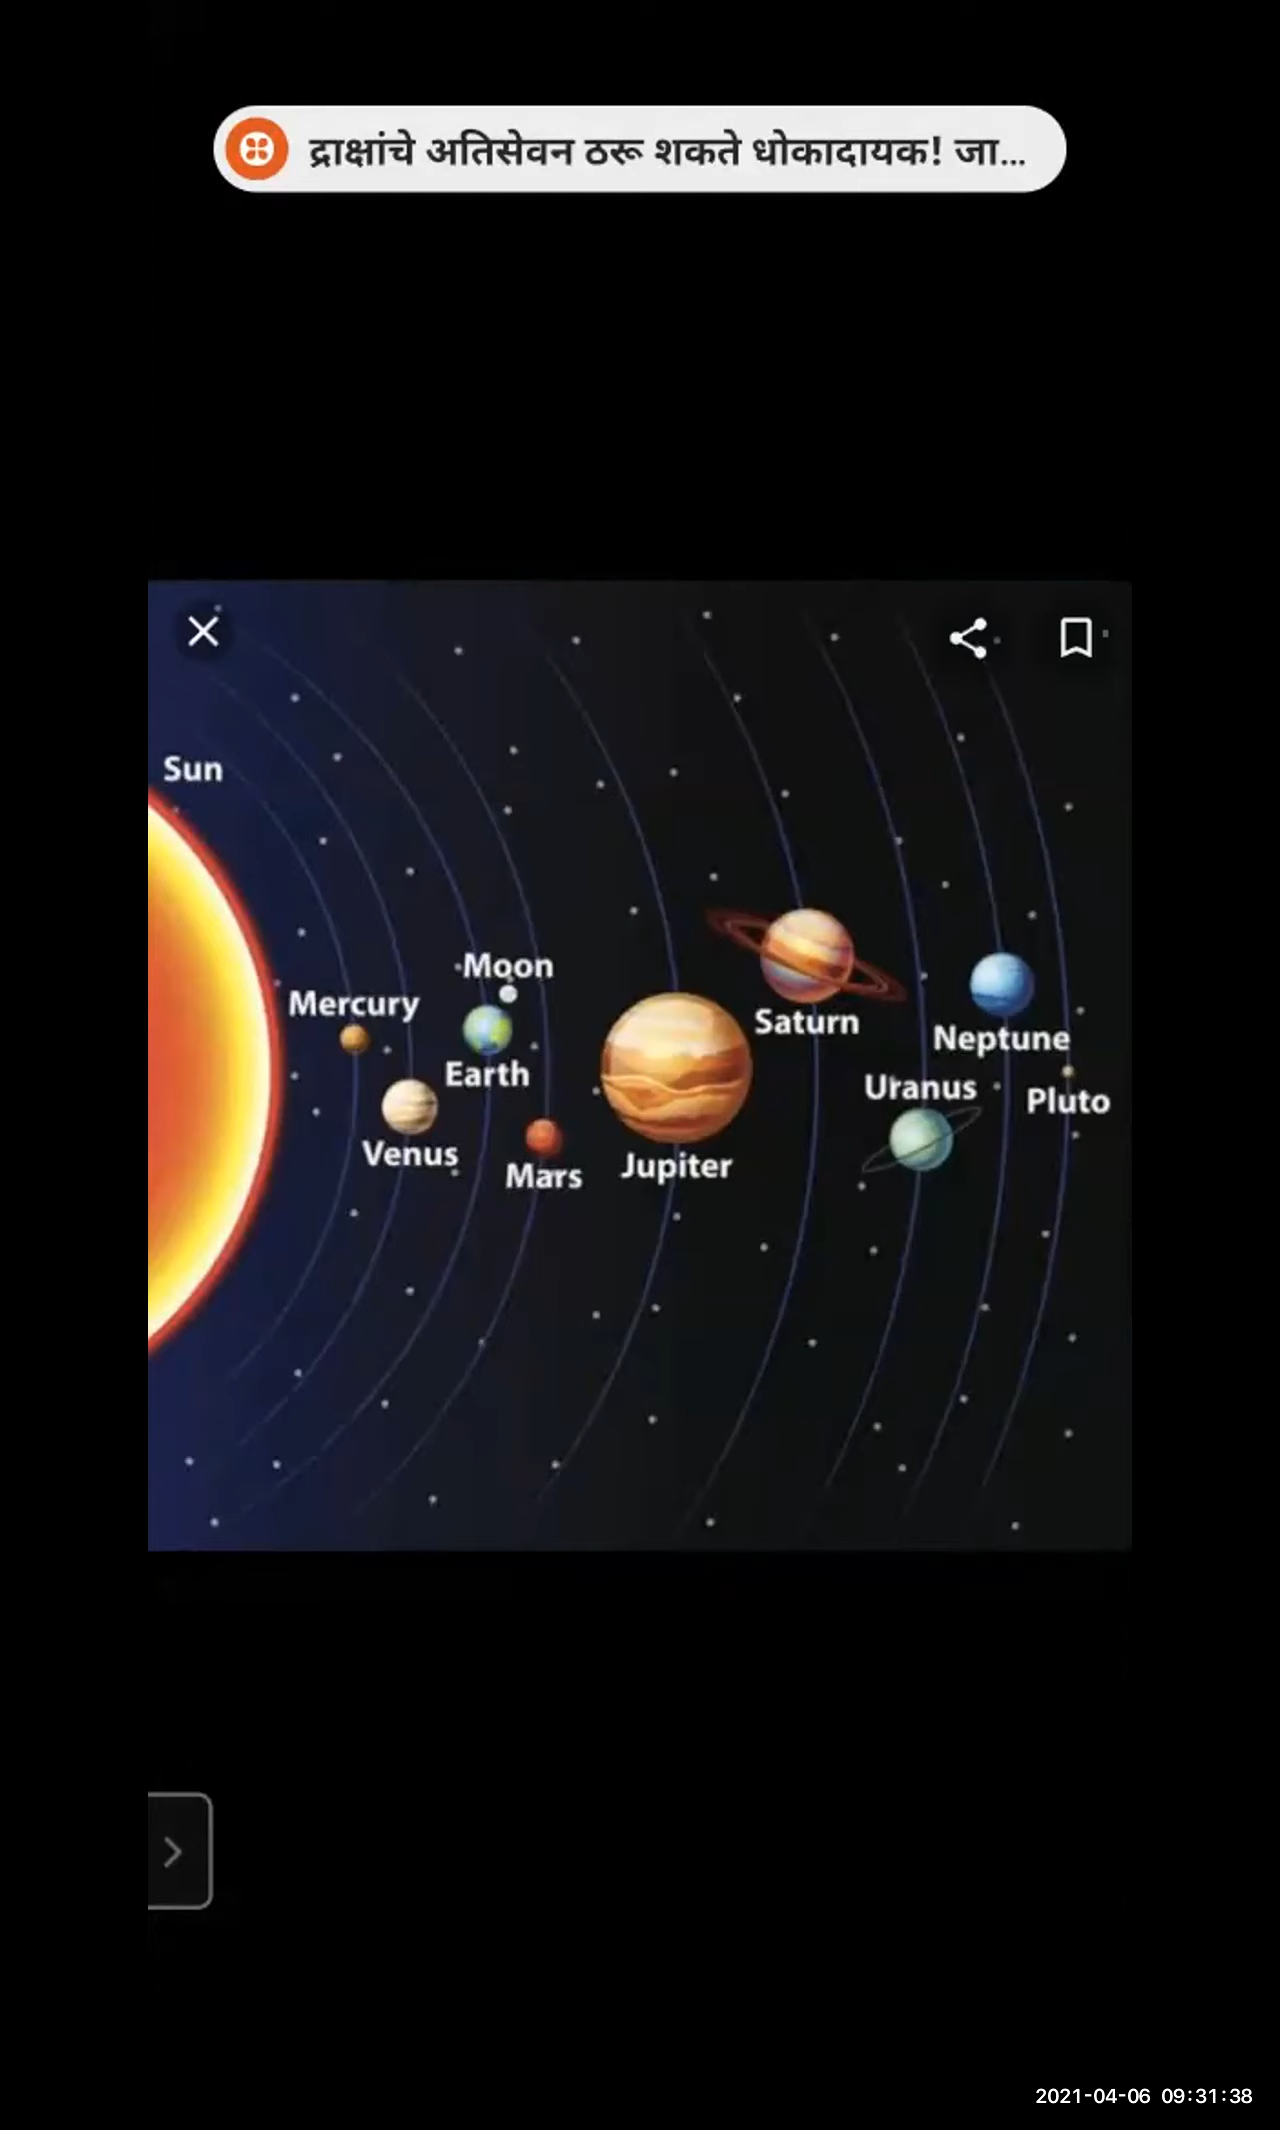 द्राक्षांचे अतिसेवन ठरू शकते धोकादायक! जा...
Sun
Moon
Mercury
Earth
Venus
Mars
Jupiter
Saturn
Neptune
Uranus
Pluto
2021-04-06 09:31:38